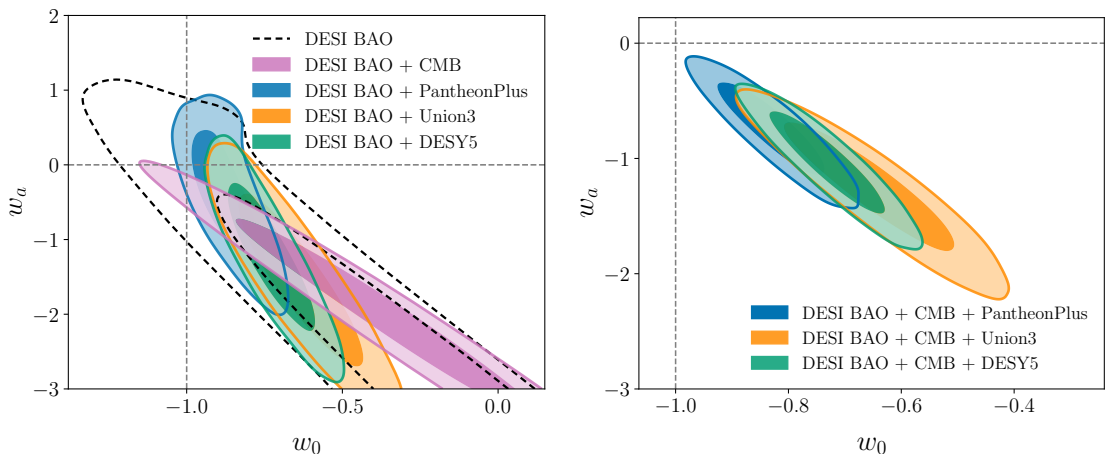 2
1
0
−1
−2
−3
w_a
−1.0
−0.5
0.0
w_0
DESI BAO
DESI BAO + CMB
DESI BAO + PantheonPlus
DESI BAO + Union3
DESI BAO + DESY5
0
−1
−2
−3
w_a
−1.0
−0.8
−0.6
−0.4
w_0
DESI BAO + CMB + PantheonPlus
DESI BAO + CMB + Union3
DESI BAO + CMB + DESY5